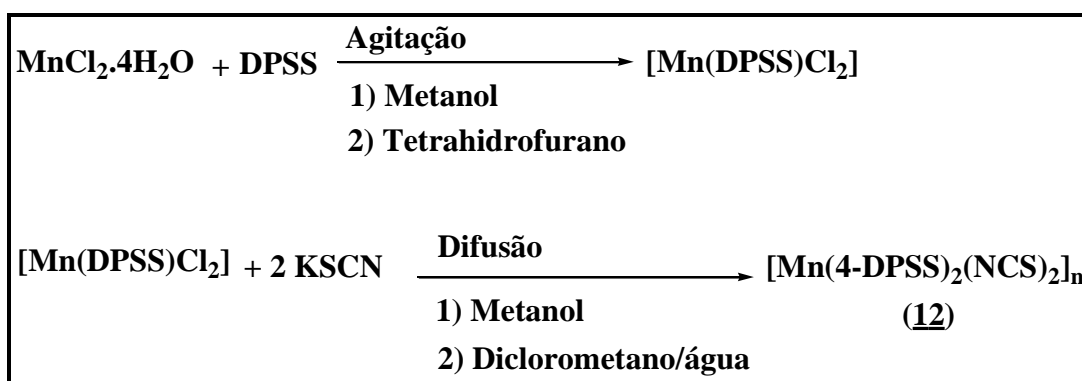 MnCl₂.4H₂O + DPSS Agitação [Mn(DPSS)Cl₂]
1) Metanol
2) Tetrahidrofurano
[Mn(DPSS)Cl₂] + 2 KSCN Difusão [Mn(4-DPSS)₂(NCS)₂]ₙ
1) Metanol (12)
2) Diclorometano/água